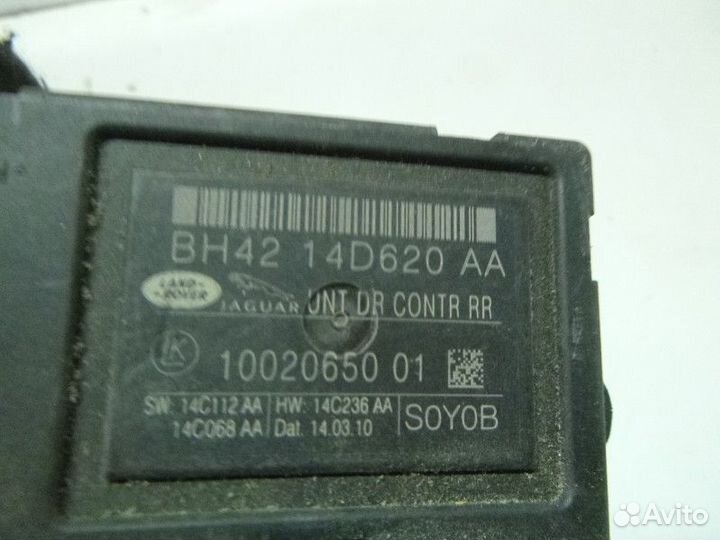 BH42 14D620 AA
LAND-
-ROVER
JAGUAR UNT DR CONTR RR
LK 10020650 01
SW: 14C112 AA HW: 14C236 AA
14C068 AA Dat. 14.03.10 S0Y0B
Avito